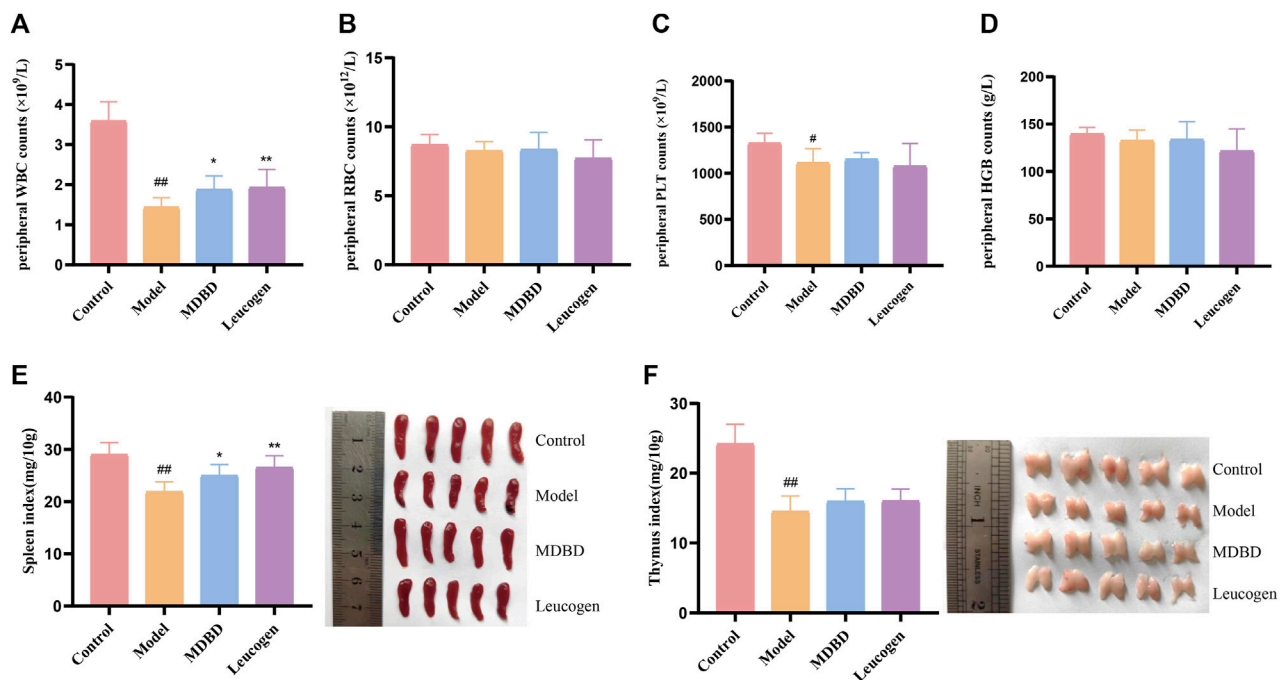 A
peripheral WBC counts (×10⁹/L)
5
4
3
2
1
0
##
*
**
Control
Model
MDBD
Leucogen
B
peripheral RBC counts (×10¹²/L)
15
10
5
0
Control
Model
MDBD
Leucogen
C
peripheral PLT counts (×10⁹/L)
2000
1500
1000
500
0
#
Control
Model
MDBD
Leucogen
D
peripheral HGB counts (g/L)
200
150
100
50
0
Control
Model
MDBD
Leucogen
E
Spleen index(mg/10g)
40
30
20
10
0
##
*
**
Control
Model
MDBD
Leucogen
1
2
3
4
5
6
7
Control
Model
MDBD
Leucogen
F
Thymus index(mg/10g)
30
20
10
0
##
Control
Model
MDBD
Leucogen
INCH
1
STAINLESS
2
Control
Model
MDBD
Leucogen